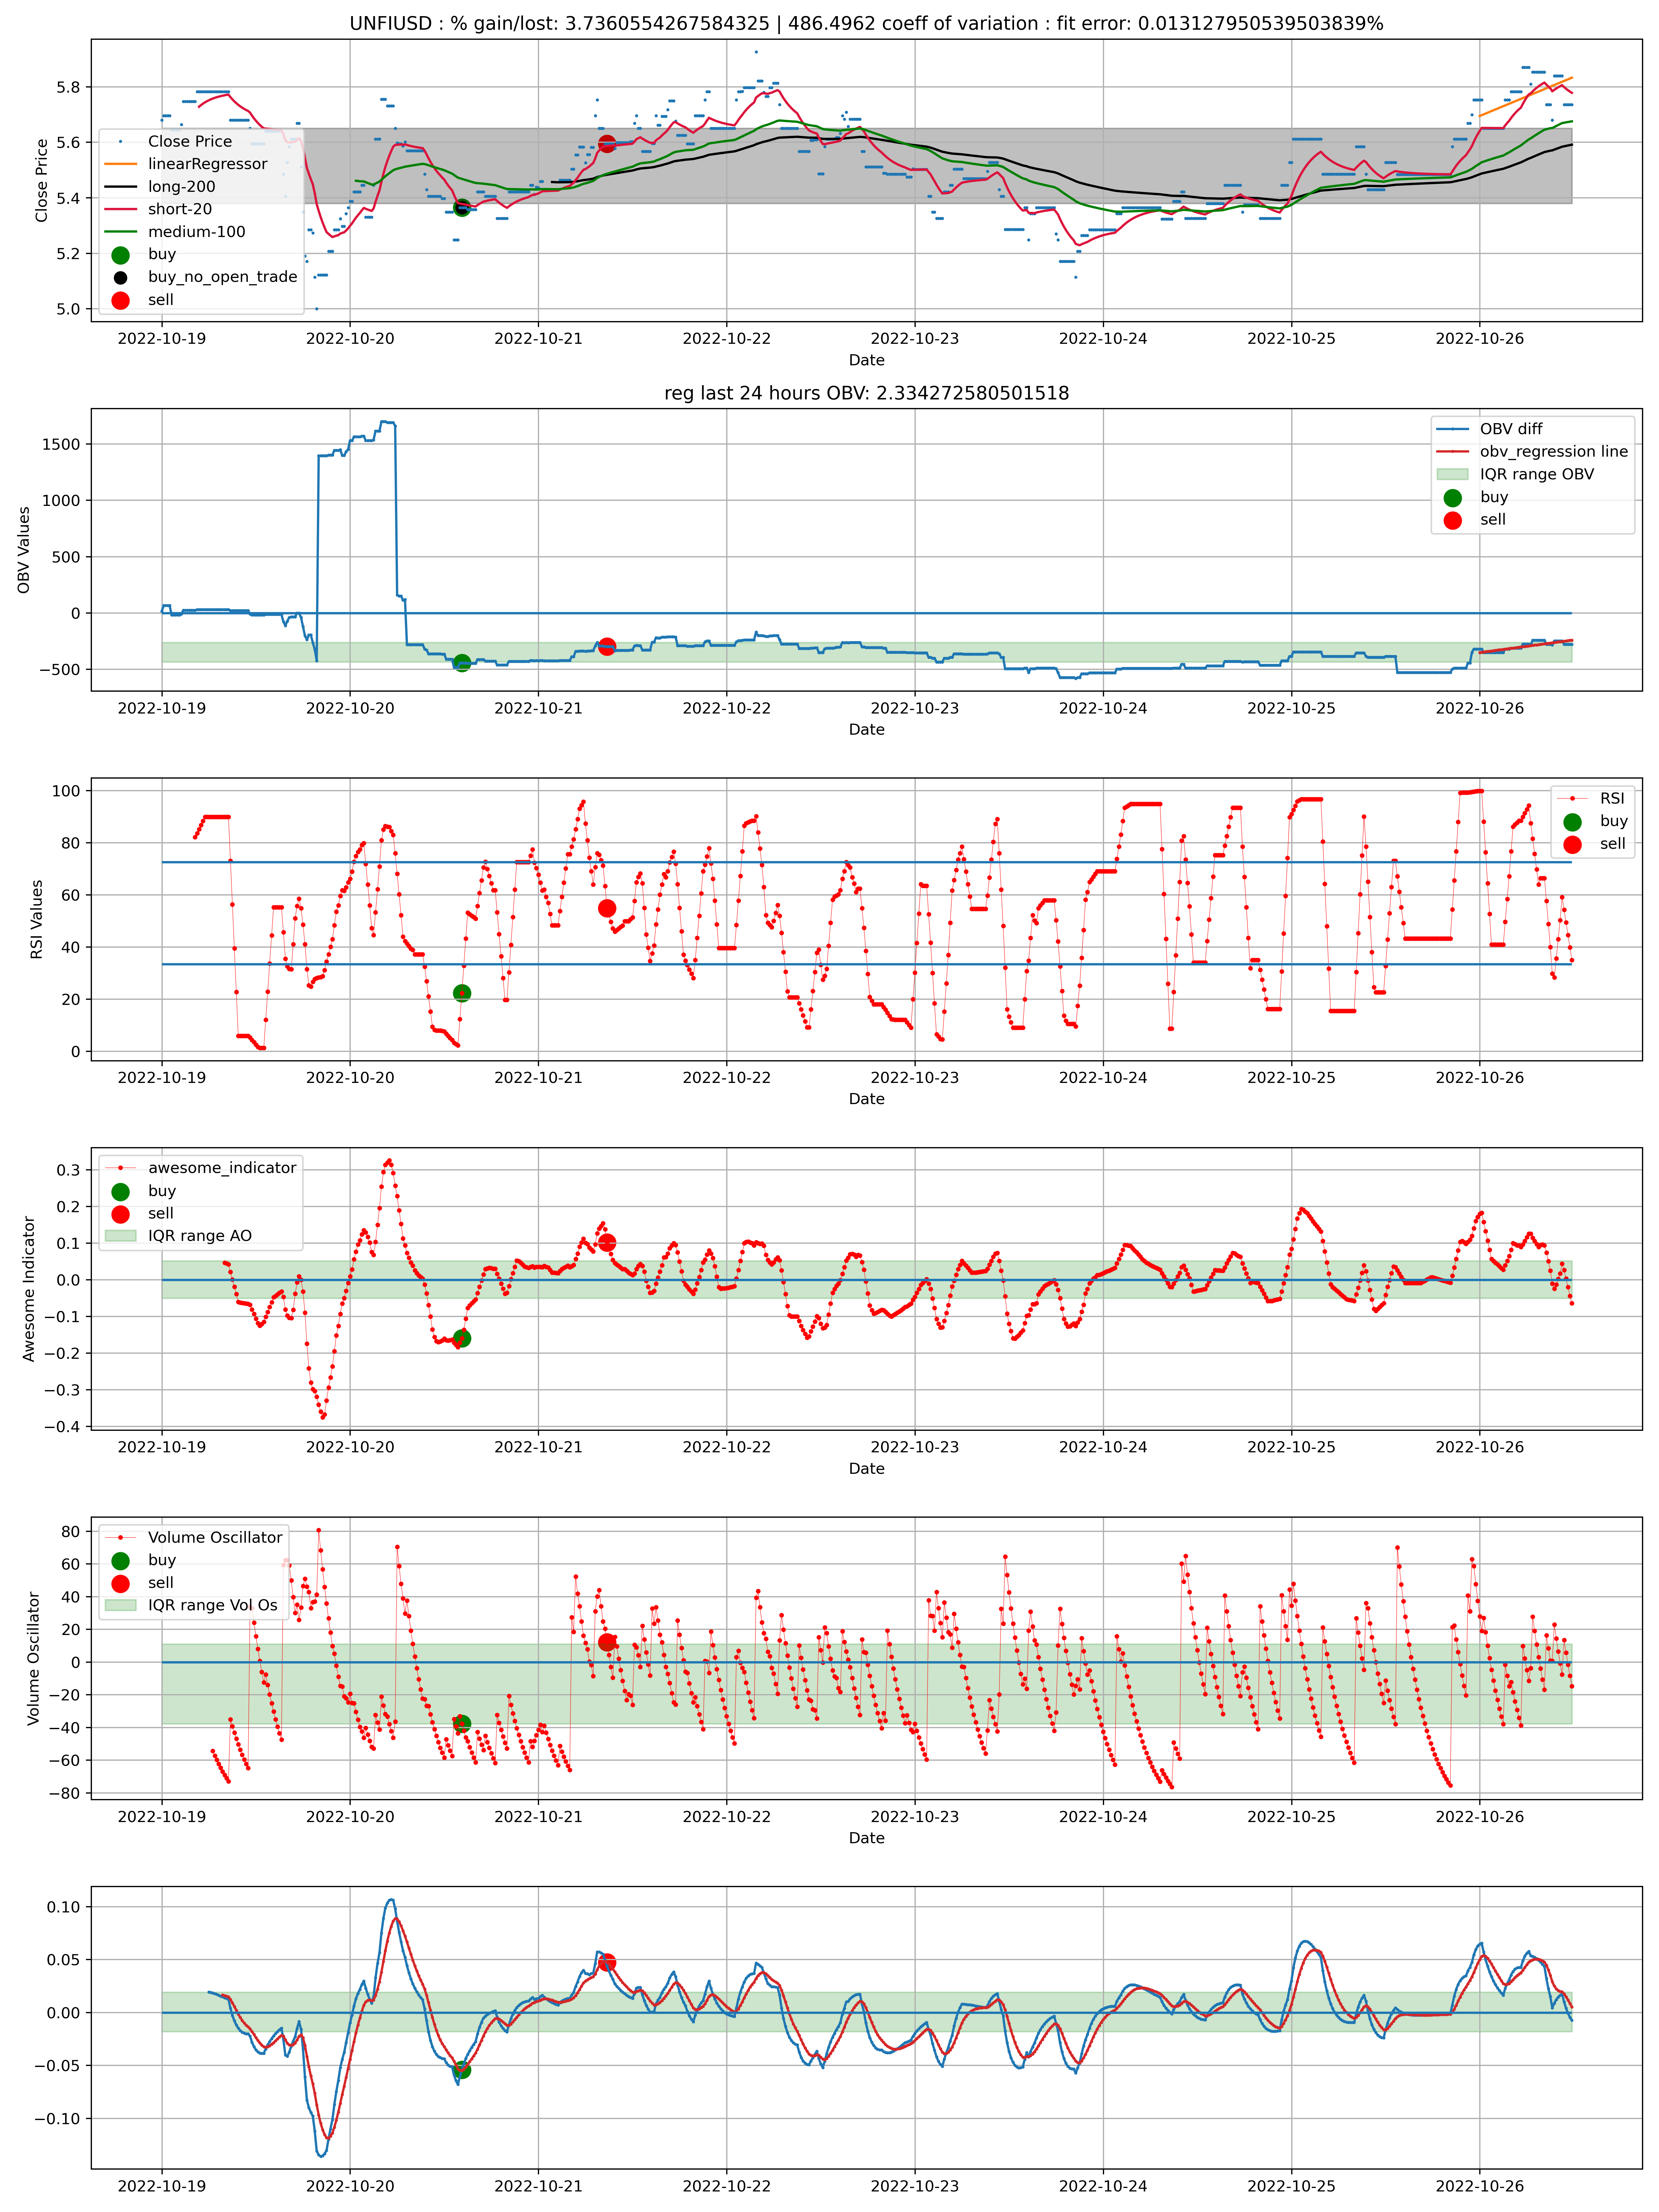 UNFIUSD : % gain/lost: 3.7360554267584325 | 486.4962 coeff of variation : fit error: 0.013127950539503839%
Close Price
5.8
5.6
5.4
5.2
5.0
Close Price
linearRegressor
long-200
short-20
medium-100
buy
buy_no_open_trade
sell
2022-10-19 2022-10-20 2022-10-21 2022-10-22 2022-10-23 2022-10-24 2022-10-25 2022-10-26
Date
reg last 24 hours OBV: 2.334272580501518
OBV Values
1500
1000
500
0
−500
OBV diff
obv_regression line
IQR range OBV
buy
sell
2022-10-19 2022-10-20 2022-10-21 2022-10-22 2022-10-23 2022-10-24 2022-10-25 2022-10-26
Date
RSI Values
100
80
60
40
20
0
RSI
buy
sell
2022-10-19 2022-10-20 2022-10-21 2022-10-22 2022-10-23 2022-10-24 2022-10-25 2022-10-26
Date
Awesome Indicator
0.3
0.2
0.1
0.0
−0.1
−0.2
−0.3
−0.4
awesome_indicator
buy
sell
IQR range AO
2022-10-19 2022-10-20 2022-10-21 2022-10-22 2022-10-23 2022-10-24 2022-10-25 2022-10-26
Date
Volume Oscillator
80
60
40
20
0
−20
−40
−60
−80
Volume Oscillator
buy
sell
IQR range Vol Os
2022-10-19 2022-10-20 2022-10-21 2022-10-22 2022-10-23 2022-10-24 2022-10-25 2022-10-26
Date
0.10
0.05
0.00
−0.05
−0.10
2022-10-19 2022-10-20 2022-10-21 2022-10-22 2022-10-23 2022-10-24 2022-10-25 2022-10-26